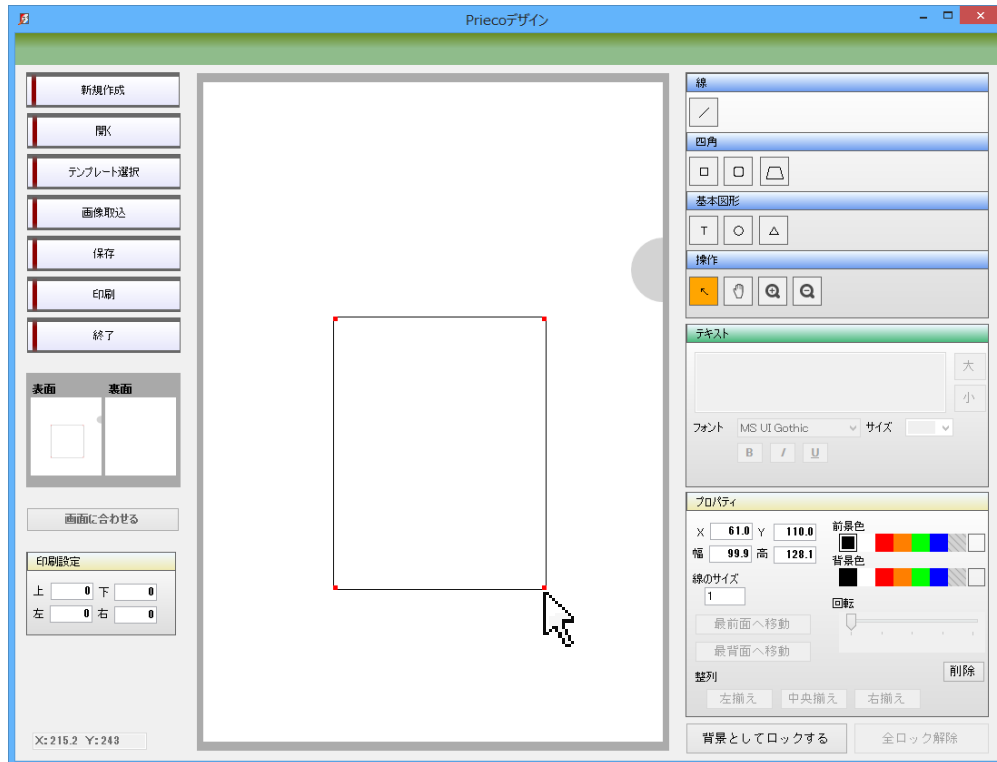 Priecoデザイン
新規作成
開く
テンプレート選択
画像取込
保存
印刷
終了
表面 裏面
画面に合わせる
印刷設定
上 0 下 0
左 0 右 0
X:215.2 Y:243
線
四角
基本図形
T
操作
テキスト
大
小
フォント MS UI Gothic サイズ
B I U
プロパティ
X 61.0 Y 110.0 前景色
幅 99.9 高 128.1 背景色
線のサイズ
1
回転
最前面へ移動
最背面へ移動
削除
整列
左揃え 中央揃え 右揃え
背景としてロックする 全ロック解除